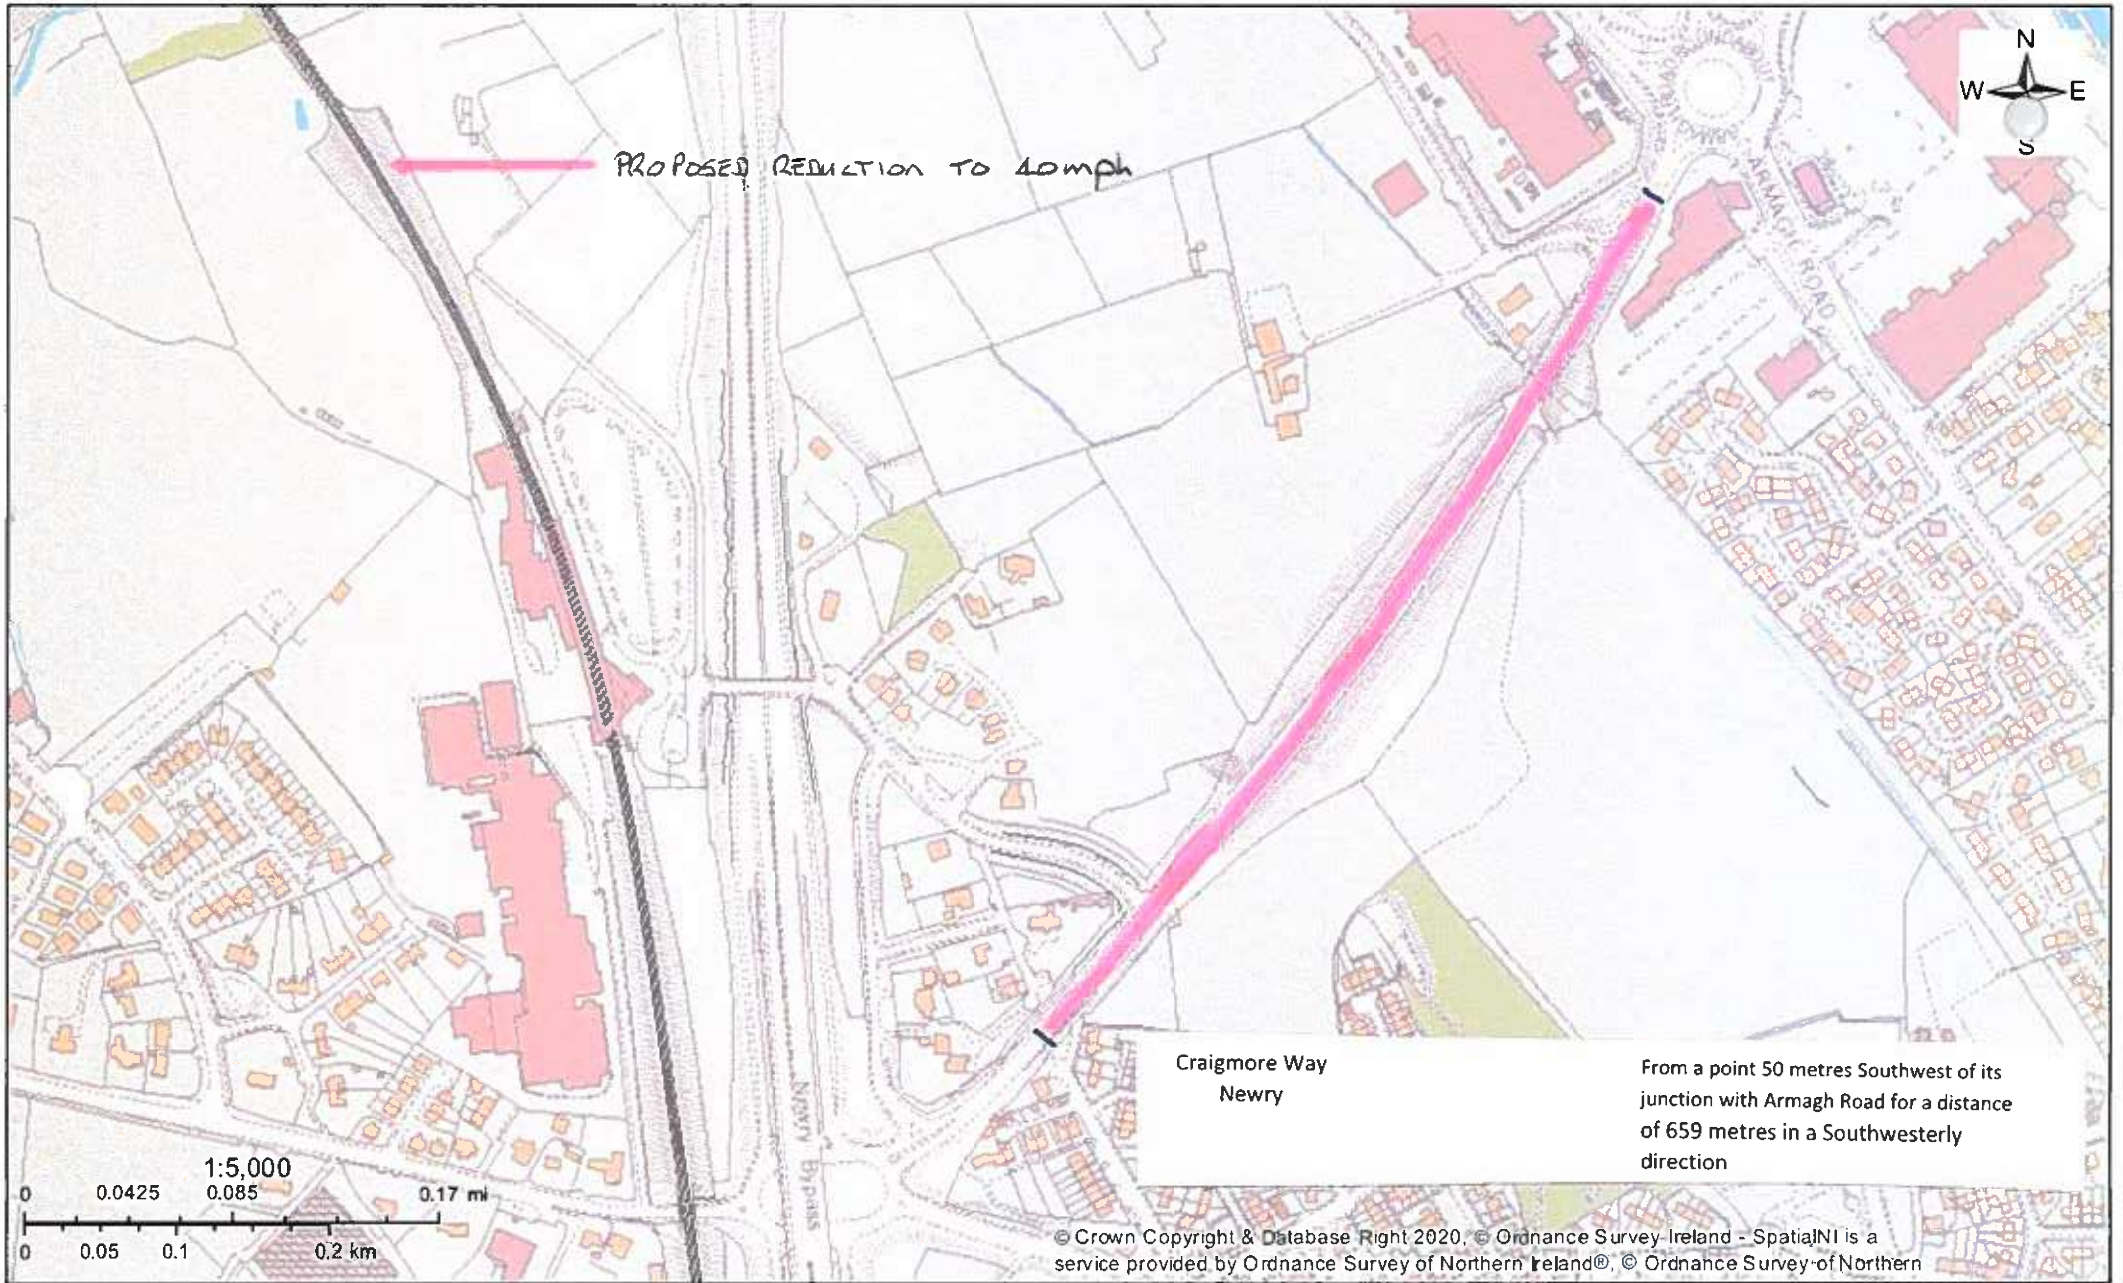 N
W E
S
PROPOSED REDUCTION TO 40mph
ARMAGH ROAD ROUNDABOUT
ARMAGH ROAD
Newry Bypass
Craigmore Way
Newry
From a point 50 metres Southwest of its
junction with Armagh Road for a distance
of 659 metres in a Southwesterly
direction
1:5,000
0 0.0425 0.085 0.17 mi
0 0.05 0.1 0.2 km
© Crown Copyright & Database Right 2020, © Ordnance Survey Ireland - SpatialNI is a
service provided by Ordnance Survey of Northern Ireland®, © Ordnance Survey of Northern